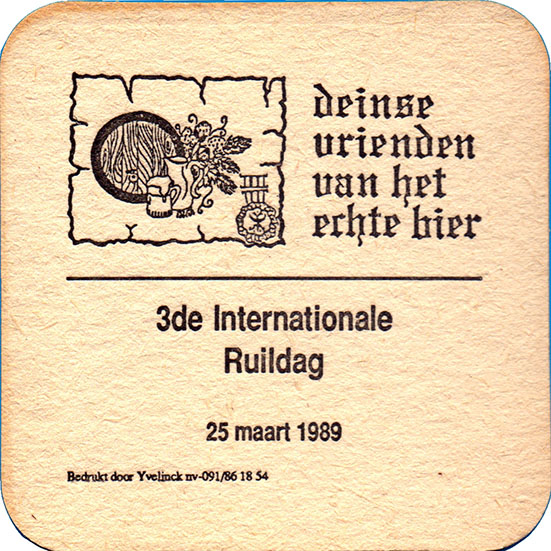 deinse
vrienden
van het
echte bier
3de Internationale
Ruildag
25 maart 1989
Bedrukt door Yvelinck nv-091/86 18 54